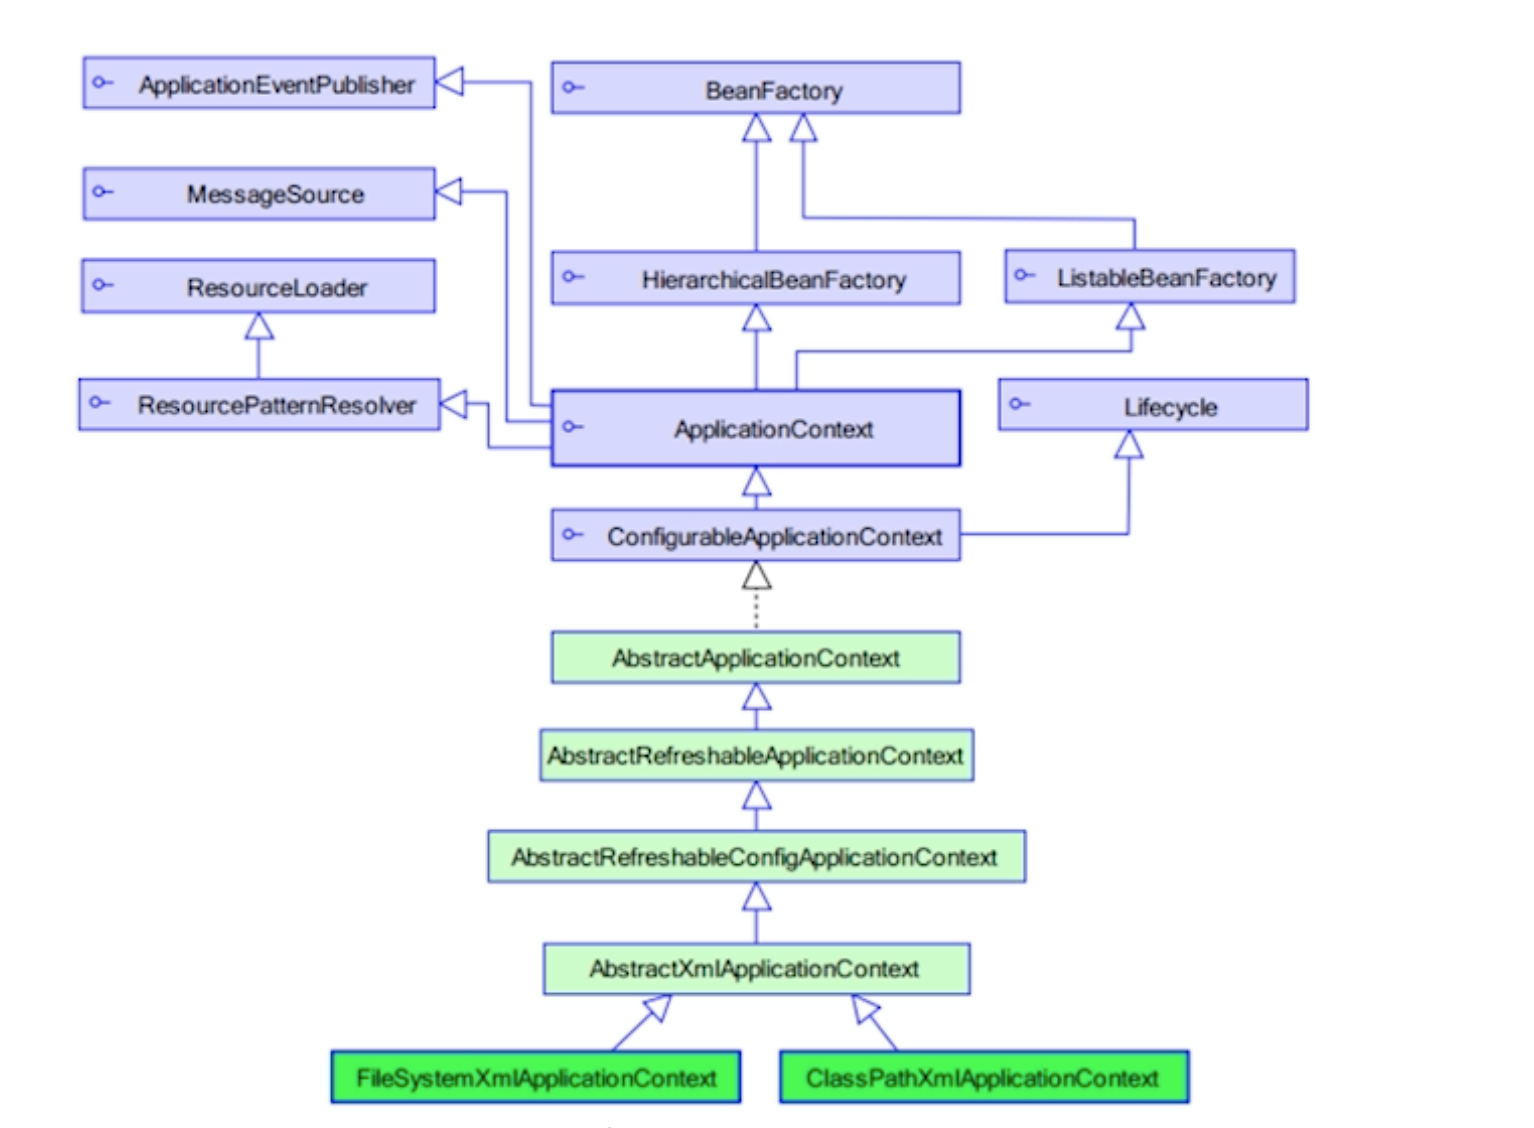 ApplicationEventPublisher
BeanFactory
MessageSource
ResourceLoader
HierarchicalBeanFactory
ListableBeanFactory
ResourcePatternResolver
ApplicationContext
Lifecycle
ConfigurableApplicationContext
AbstractApplicationContext
AbstractRefreshableApplicationContext
AbstractRefreshableConfigApplicationContext
AbstractXmlApplicationContext
FileSystemXmlApplicationContext
ClassPathXmlApplicationContext